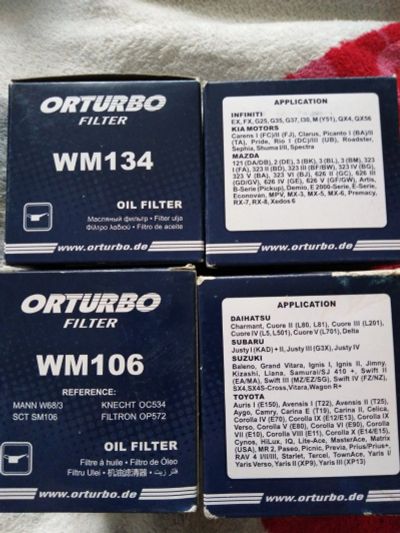 ORTURBO
FILTER
WM134
OIL FILTER
Масляный фильтр • Filtre ulja
Φίλτρο λαδιού • Filtro de aceite
www.orturbo.de
APPLICATION
INFINITI
EX, FX, G25, G35, G37, I30, M (Y51), QX4, QX56
KIA MOTORS
Carens I (FC)/II (FJ), Clarus, Picanto I (BA)/II
(TA), Pride, Rio I (DC)/III (UB), Roadster,
Sephia, Shuma I/II, Spectra
MAZDA
121 (DA/DB), 2 (DE), 3 (BK), 3 (BL), 3 (BM), 323
I (FA), 323 II (BD), 323 III (BF/BW), 323 IV (BG),
323 V (BA), 323 VI (BJ), 626 II (GC), 626 III
(GD/GV), 626 IV (GE), 626 V (GF/GW), Artis,
B-Serie (Pickup), Demio, E 2000-Serie, E-Serie,
Econovan, MPV, MX-3, MX-5, MX-6, Premacy,
RX-7, RX-8, Xedos 6
www.orturbo.de
ORTURBO
FILTER
WM106
REFERENCE:
MANN W68/3 KNECHT OC534
SCT SM106 FILTRON OP572
OIL FILTER
Filtre à huile • Filtro de Óleo
Filtru Ulei • 机油滤清器 • فلتر زيت
www.orturbo.de
APPLICATION
DAIHATSU
Charmant, Cuore II (L80, L81), Cuore III (L201),
Cuore IV (L5, L501), Cuore V (L701), Delta
SUBARU
Justy I (KAD) + II, Justy III (G3X), Justy IV
SUZUKI
Baleno, Grand Vitara, Ignis II, Jimny,
Kizashi, Liana, Samurai/SJ 410 +, Swift II
(EA/MA), Swift III (MZ/EZ/SG), Swift IV (FZ/NZ),
SX4, SX4S-Cross, Vitara, Wagon R+
TOYOTA
Auris I (E150), Avensis I (T22), Avensis II (T25),
Aygo, Camry, Carina E (T19), Carina II, Celica,
Corolla IV (E70), Corolla IX (E12/E13), Corolla IX
Verso, Corolla V (E80), Corolla VI (E90), Corolla
VII (E10), Corolla VIII (E11), Corolla X (E14/E15),
Cynos, HiLux, IQ, Lite-Ace, MasterAce, Matrix
(USA), MR 2, Paseo, Picnic, Previa, Prius/Prius+,
RAV 4 I/II/III, Starlet, Tercel, TownAce, Yaris I/
Yaris Verso, Yaris II (XP9), Yaris III (XP13)
www.orturbo.de